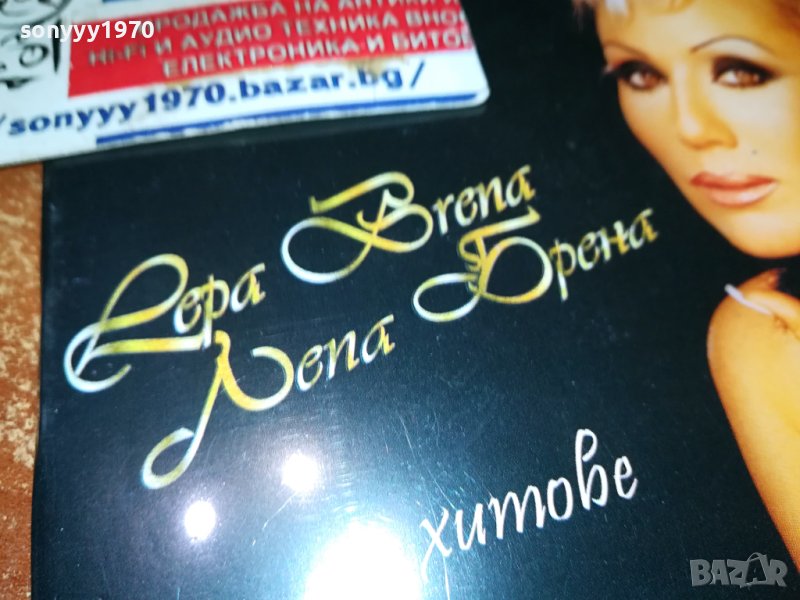 sonyyy1970
ПРОДАЖБА НА АНТИКИ И
HI-FI И АУДИО ТЕХНИКА ВНОС
ЕЛЕКТРОНИКА И БИТОВ
/sonyyy1970.bazar.bg/
Lepa Brena
Лепа Брена
хитове
BAZAR